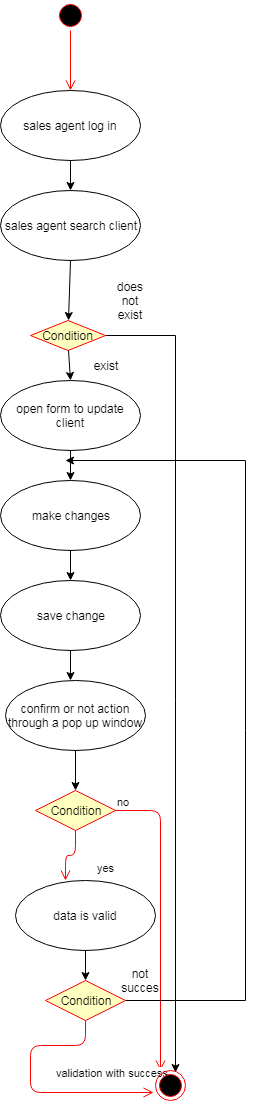 sales agent log in
sales agent search client
does
not
exist
Condition
exist
open form to update
client
make changes
save change
confirm or not action
through a pop up window
no
Condition
yes
data is valid
not
succes
Condition
validation with success